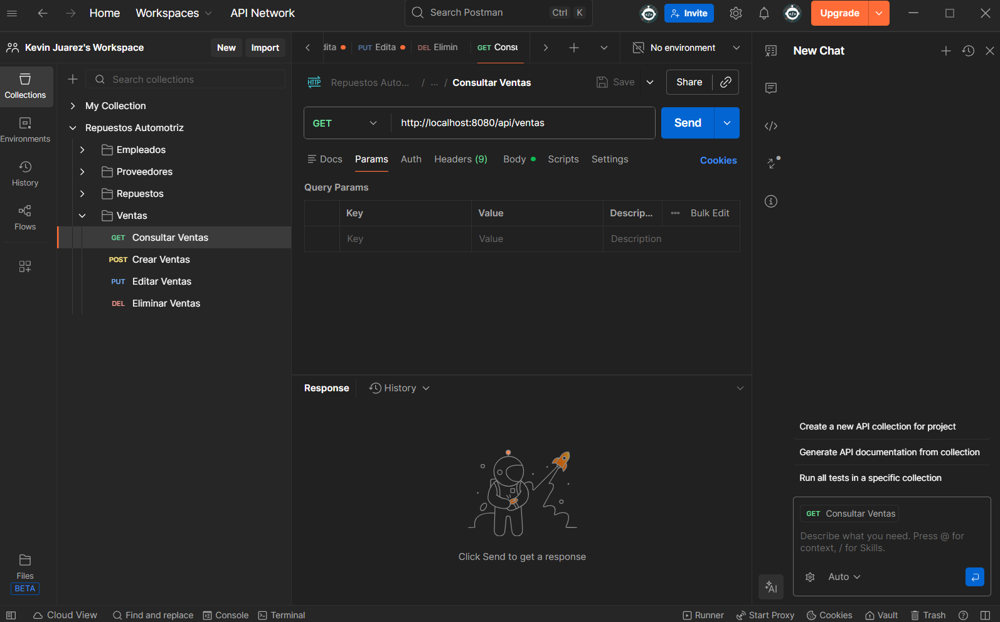 Home
Workspaces
API Network
Search Postman
Ctrl
K
Invite
Upgrade
Kevin Juarez's Workspace
New
Import
dita
PUT Edita
DEL Elimin
GET Consu
No environment
New Chat
Collections
Environments
History
Flows
Files
BETA
Search collections
My Collection
Repuestos Automotriz
Empleados
Proveedores
Repuestos
Ventas
GET Consultar Ventas
POST Crear Ventas
PUT Editar Ventas
DEL Eliminar Ventas
HTTP Repuestos Auto... / ... / Consultar Ventas
Save
Share
GET
http://localhost:8080/api/ventas
Send
Docs
Params
Auth
Headers (9)
Body
Scripts
Settings
Cookies
Query Params
Key
Value
Descrip...
Bulk Edit
Key
Value
Description
Response
History
Click Send to get a response
Create a new API collection for project
Generate API documentation from collection
Run all tests in a specific collection
GET Consultar Ventas
Describe what you need. Press @ for
context, / for Skills.
Auto
AI
Cloud View
Find and replace
Console
Terminal
Runner
Start Proxy
Cookies
Vault
Trash